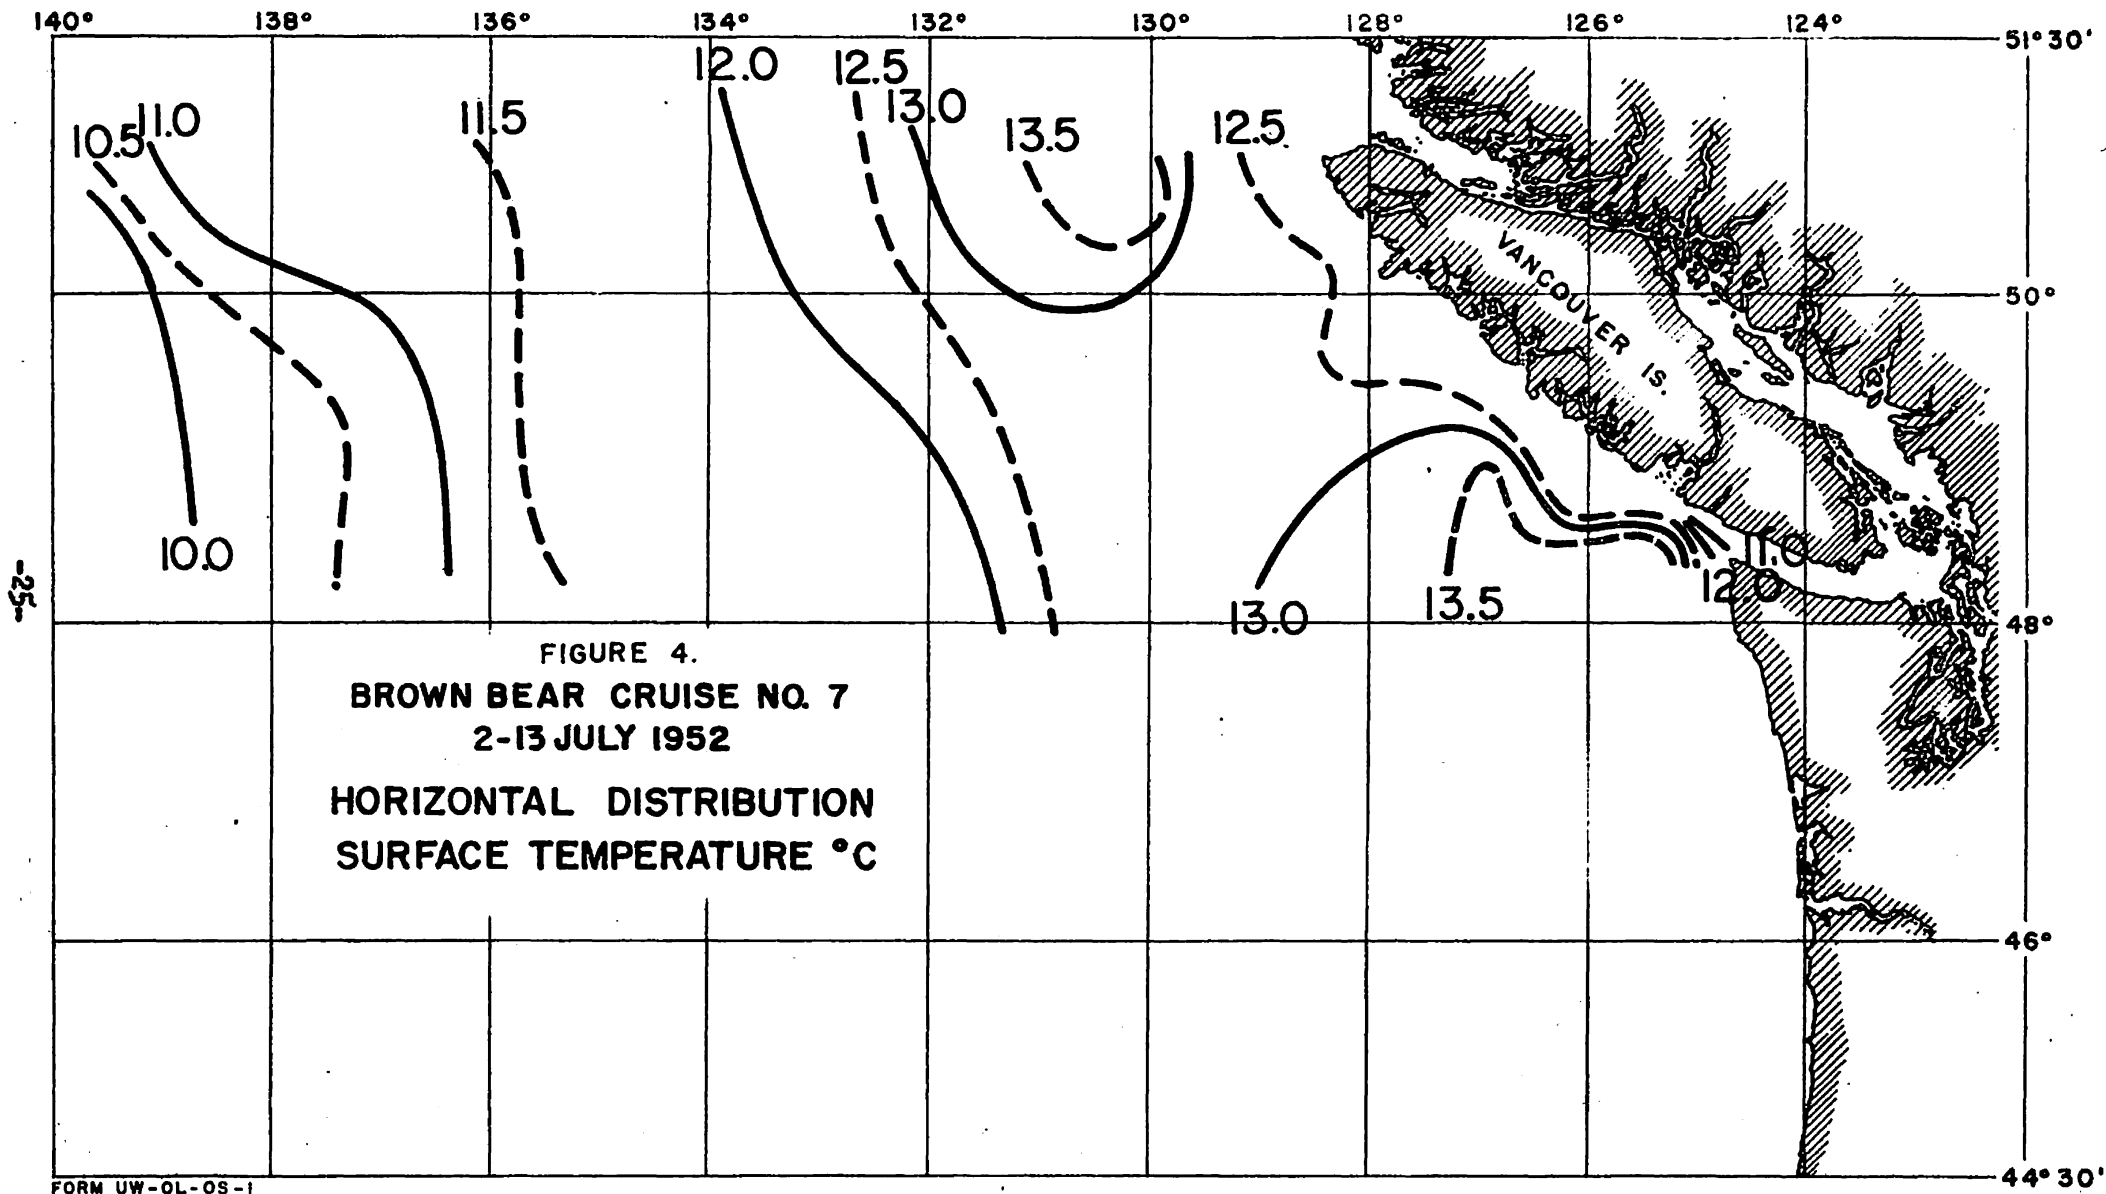 140° 138° 136° 134° 132° 130° 128° 126° 124°
51° 30'
12.0 12.5
13.0
10.5 11.0 11.5 13.5 12.5
VANCOUVER IS.
50°
10.0
11.0
12.0
13.0 13.5
48°
-25-
FIGURE 4.
BROWN BEAR CRUISE NO. 7
2-13 JULY 1952
HORIZONTAL DISTRIBUTION
SURFACE TEMPERATURE °C
46°
44° 30'
FORM UW-OL-OS-1